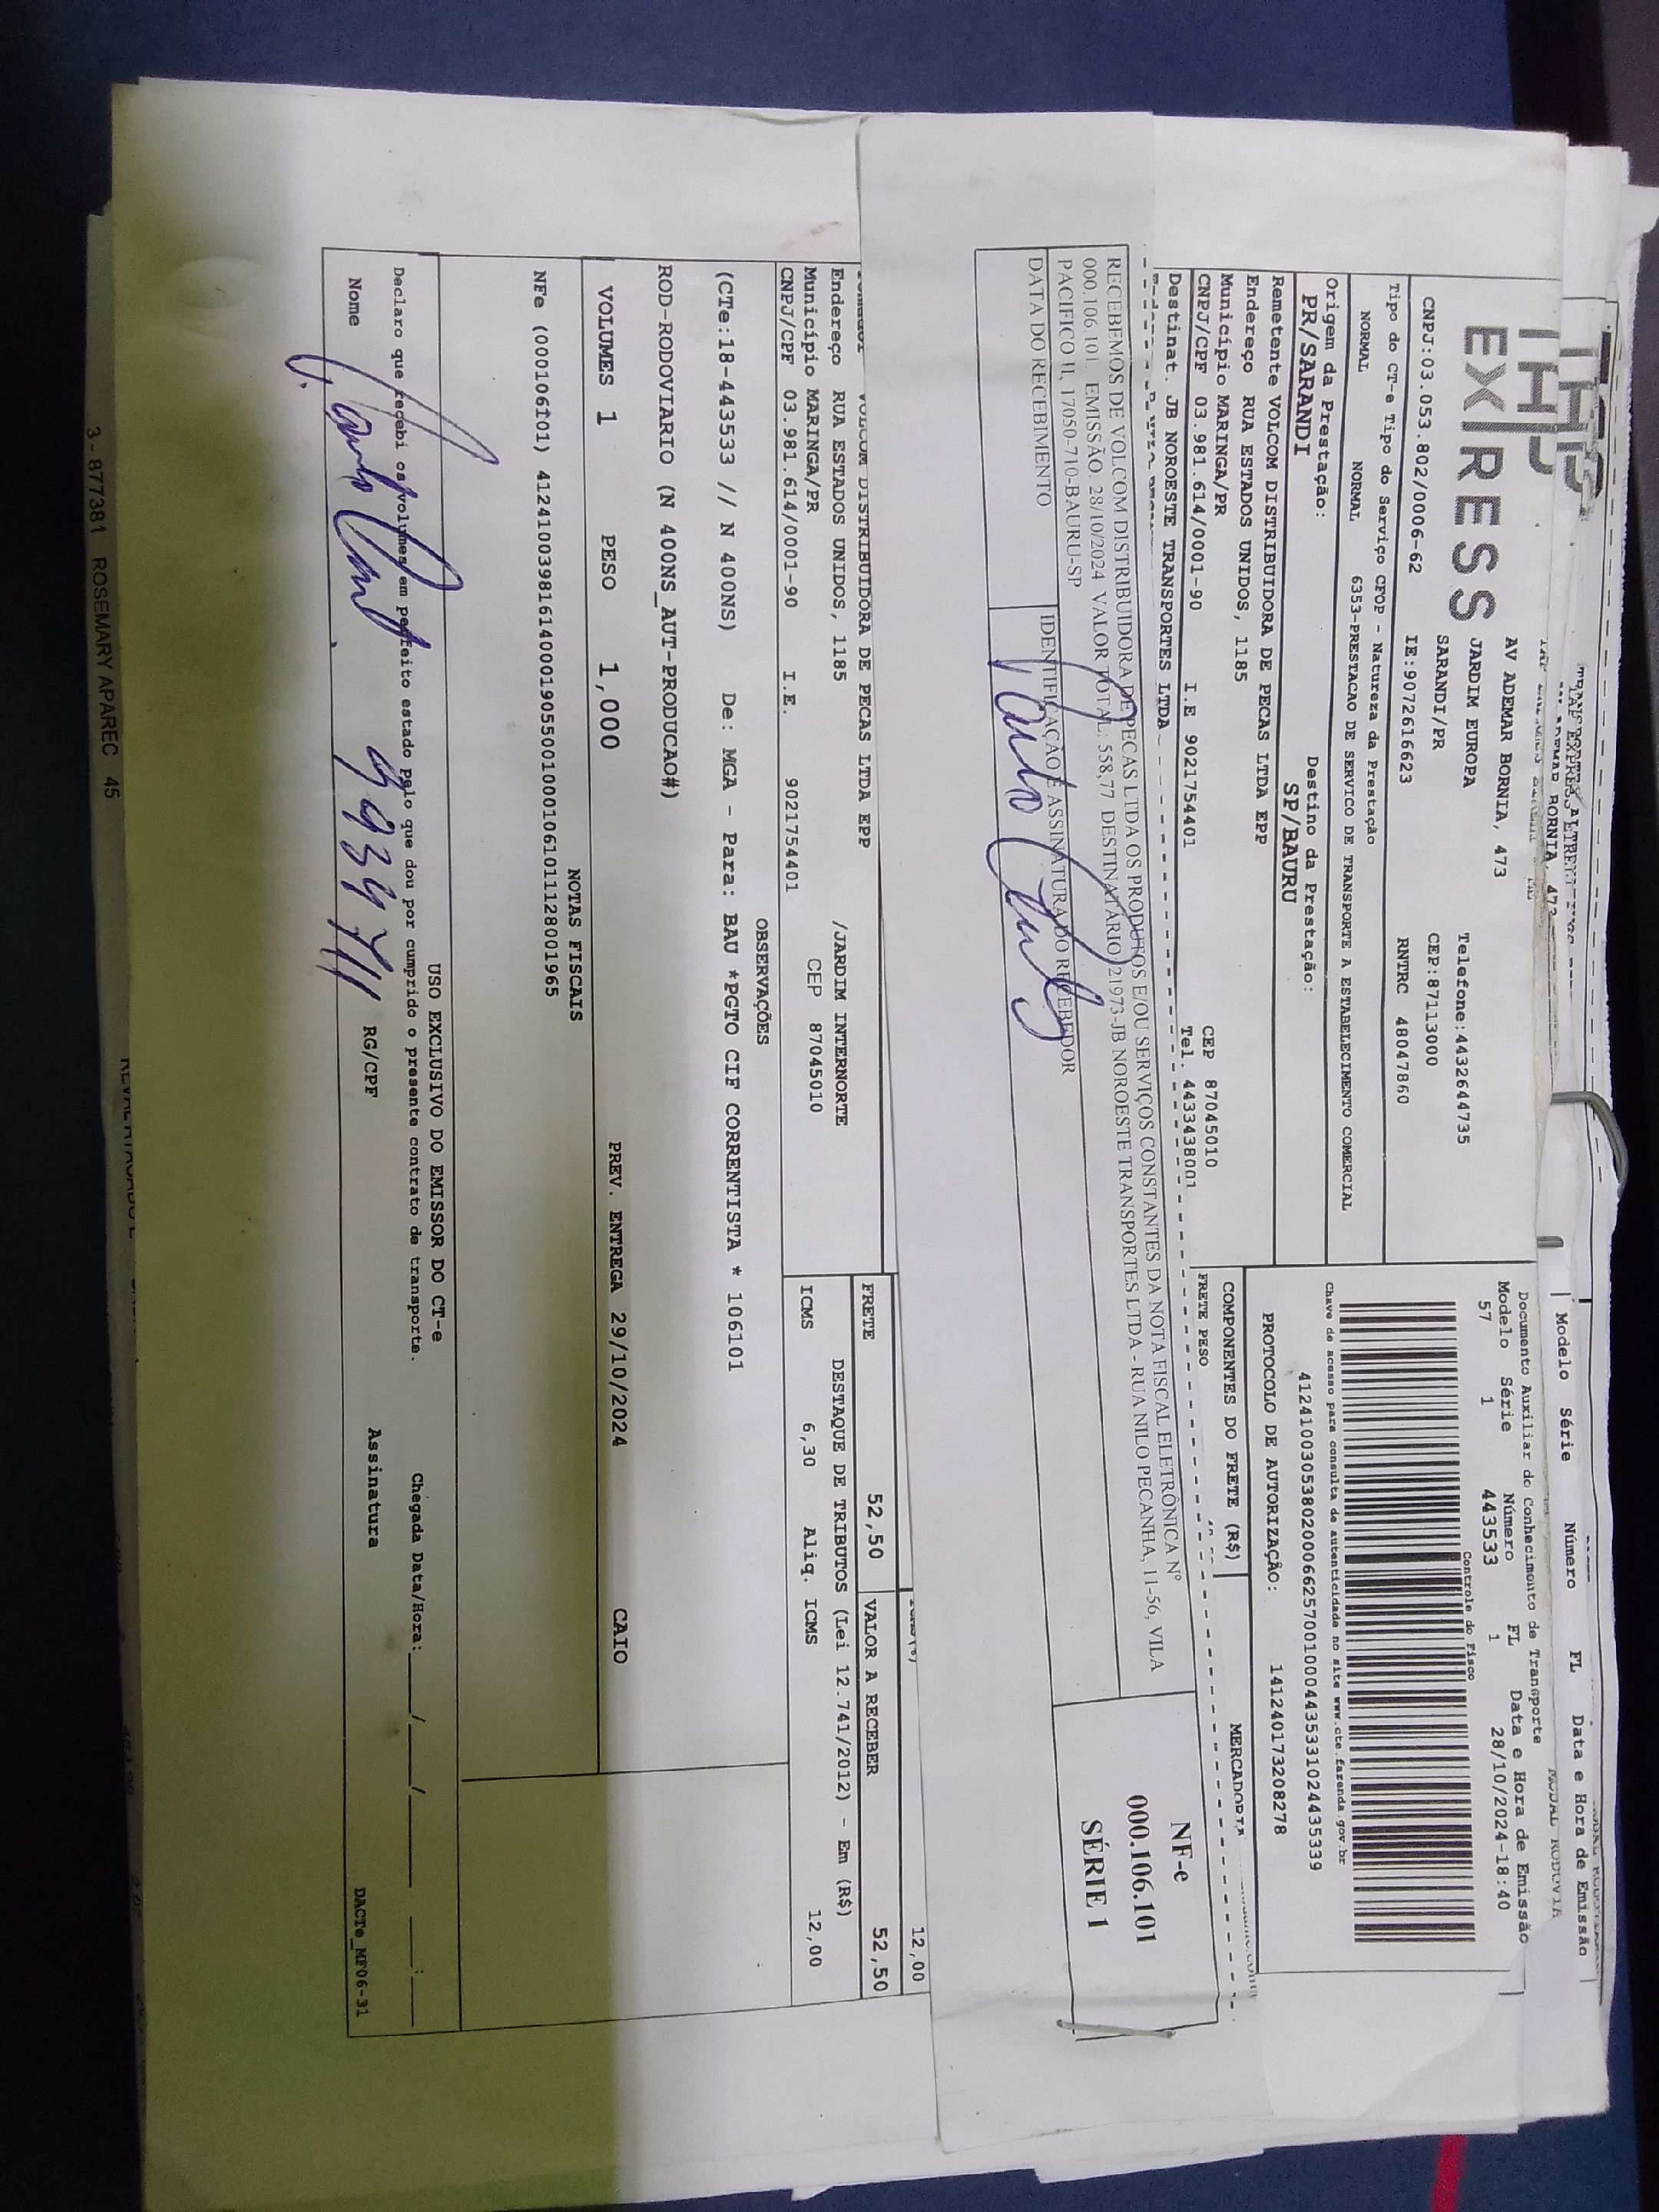 EXPRESS
AV ADEMAR BORNIA, 473
JARDIM EUROPA
SARANDI/PR
Telefone:4432644735
CEP:87113000
CNPJ:03.053.802/0006-62 IE:9072616623 RNTRC 48047860
Modelo Série Número FL Data e Hora de Emissão
Documento Auxiliar do Conhecimento de Transporte
Modelo Série Número FL Data e Hora de Emissão
57 1 443533 1 28/10/2024-18:40
Controle do Fisco
Chave de acesso para consulta de autenticidade no site www.cte.fazenda.gov.br
41241003053802000662570010004435331024435339
PROTOCOLO DE AUTORIZAÇÃO: 141240173208278
Tipo do CT-e Tipo do Serviço CFOP - Natureza da Prestação
NORMAL NORMAL 6353-PRESTACAO DE SERVICO DE TRANSPORTE A ESTABELECIMENTO COMERCIAL
Origem da Prestação: Destino da Prestação:
PR/SARANDI SP/BAURU
Remetente VOLCOM DISTRIBUIDORA DE PECAS LTDA EPP
Endereço RUA ESTADOS UNIDOS, 1185
Município MARINGA/PR CEP 87045010
CNPJ/CPF 03.981.614/0001-90 I.E 9021754401 Tel. 4433438001
Destinat. JB NOROESTE TRANSPORTES LTDA
COMPONENTES DO FRETE (R$)
FRETE PESO
RECEBEMOS DE VOLCOM DISTRIBUIDORA DE PECAS LTDA OS PRODUTOS E/OU SERVIÇOS CONSTANTES DA NOTA FISCAL ELETRÔNICA Nº
000.106.101 EMISSÃO. 28/10/2024 VALOR TOTAL: 558,77 DESTINATÁRIO 21973-JB NOROESTE TRANSPORTES LTDA - RUA NILO PECANHA, 11-56, VILA
PACIFICO II, 17050-710-BAURU-SP
DATA DO RECEBIMENTO
IDENTIFICAÇÃO E ASSINATURA DO RECEBEDOR
NF-e
000.106.101
SÉRIE 1
12,00
VOLCOM DISTRIBUIDORA DE PECAS LTDA EPP
Endereço RUA ESTADOS UNIDOS, 1185 /JARDIM INTERNORTE
Município MARINGA/PR CEP 87045010
CNPJ/CPF 03.981.614/0001-90 I.E. 9021754401
FRETE 52,50 VALOR A RECEBER 52,50
DESTAQUE DE TRIBUTOS (Lei 12.741/2012) - Em (R$)
ICMS 6,30 Aliq. ICMS 12,00
OBSERVAÇÕES
(CTe:18-443533 // N 400NS) De: MGA - Para: BAU *PGTO CIF CORRENTISTA * 106101
ROD-RODOVIARIO (N 400NS_AUT-PRODUCAO#)
VOLUMES 1 PESO 1,000 PREV. ENTREGA 29/10/2024 CAIO
NOTAS FISCAIS
NFe (000106101) 41241003981614000190550010001061011128001965
USO EXCLUSIVO DO EMISSOR DO CT-e
Declaro que recebi os volumes em perfeito estado pelo que dou por cumprido o presente contrato de transporte. Chegada Data/Hora: ___/___/___ __:__
Nome RG/CPF Assinatura
DACTe_MF06-31
3 - 877381 ROSEMARY APAREC 45